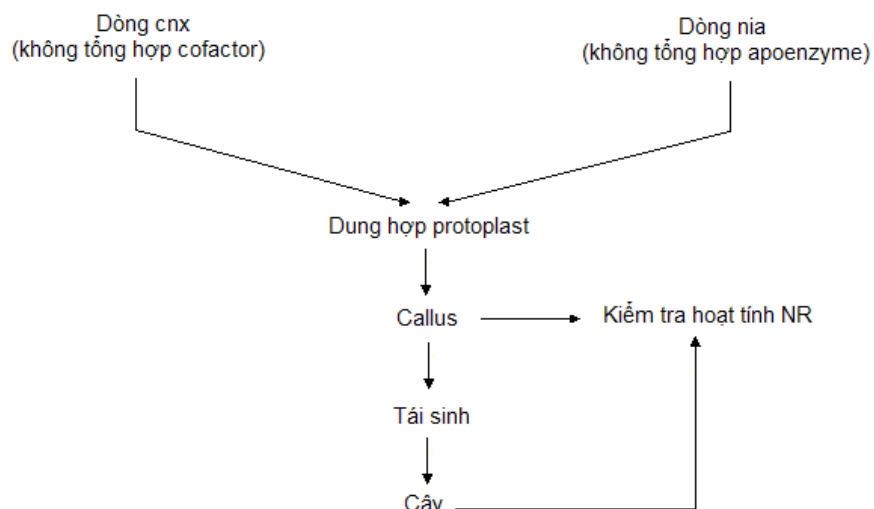 Dòng cnx
(không tổng hợp cofactor)
Dòng nia
(không tổng hợp apoenzyme)
Dung hợp protoplast
Callus
Kiểm tra hoạt tính NR
Tái sinh
Cây